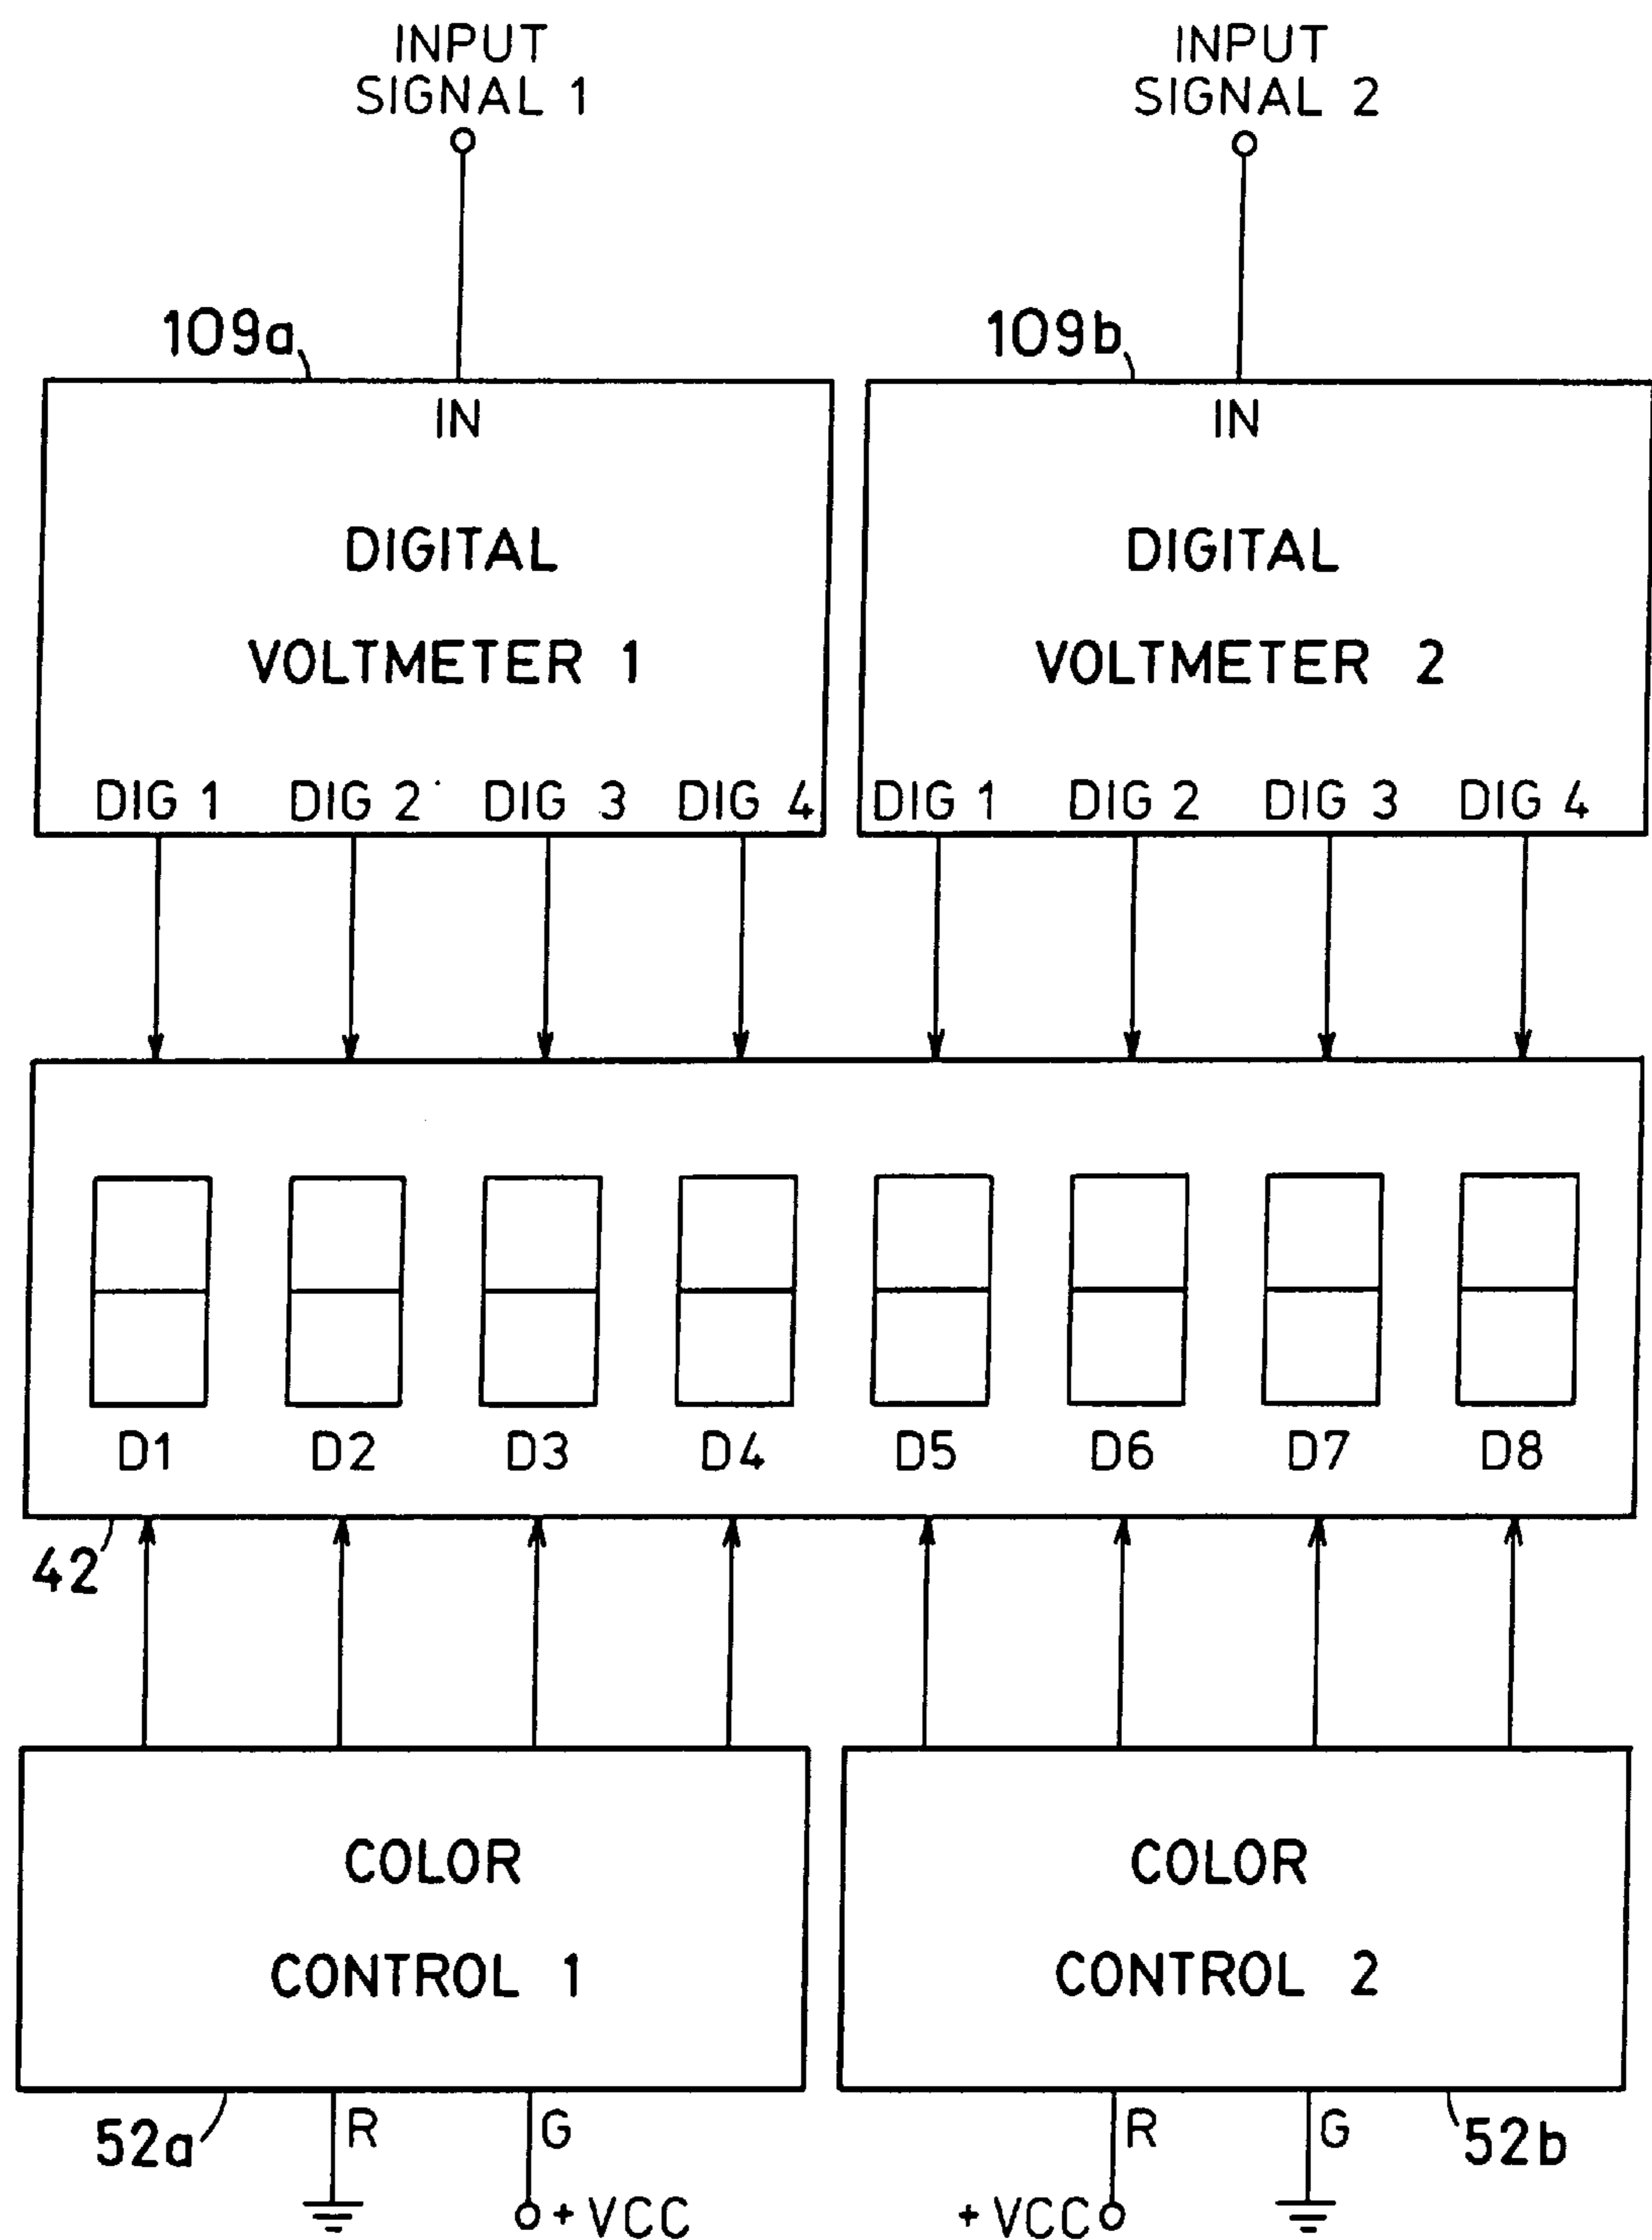 INPUT
SIGNAL 1
INPUT
SIGNAL 2
109a
109b
IN
DIGITAL
VOLTMETER 1
DIG 1 DIG 2 DIG 3 DIG 4
IN
DIGITAL
VOLTMETER 2
DIG 1 DIG 2 DIG 3 DIG 4
D1 D2 D3 D4 D5 D6 D7 D8
42
COLOR
CONTROL 1
COLOR
CONTROL 2
52a
R
G
+ VCC
R
G
52b
+ VCC